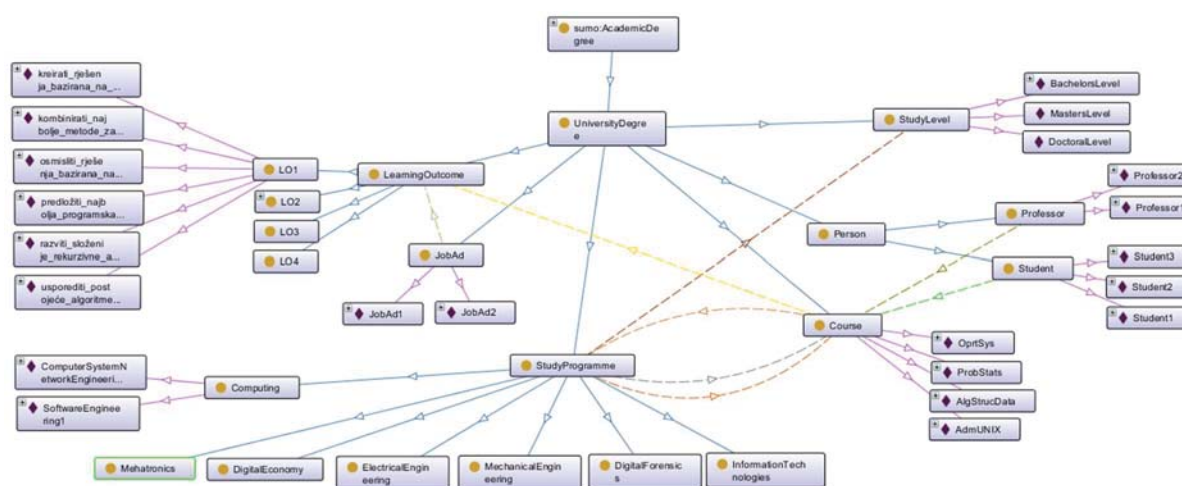 sumo:AcademicDe
gree
kreirati_rješen
ja_bazirana_na_...
kombinirati_naj
bolje_metode_za...
osmisliti_rješe
nja_bazirana_na...
predložiti_najb
olja_programska...
razviti_složeni
je_rekurzivne_a...
usporediti_post
ojeće_algoritme...
LO1
LO2
LO3
LO4
LearningOutcome
UniversityDegre
e
StudyLevel
BachelorsLevel
MastersLevel
DoctoralLevel
Professor2
Professor1
Professor
Person
Student
Student3
Student2
Student1
JobAd
JobAd1
JobAd2
Course
OprtSys
ProbStats
AlgStrucData
AdmUNIX
StudyProgramme
Computing
ComputerSystemN
etworkEngineeri...
SoftwareEnginee
ring1
Mehatronics
DigitalEconomy
ElectricalEngin
eering
MechanicalEngin
eering
DigitalForensic
s
InformationTech
nologies